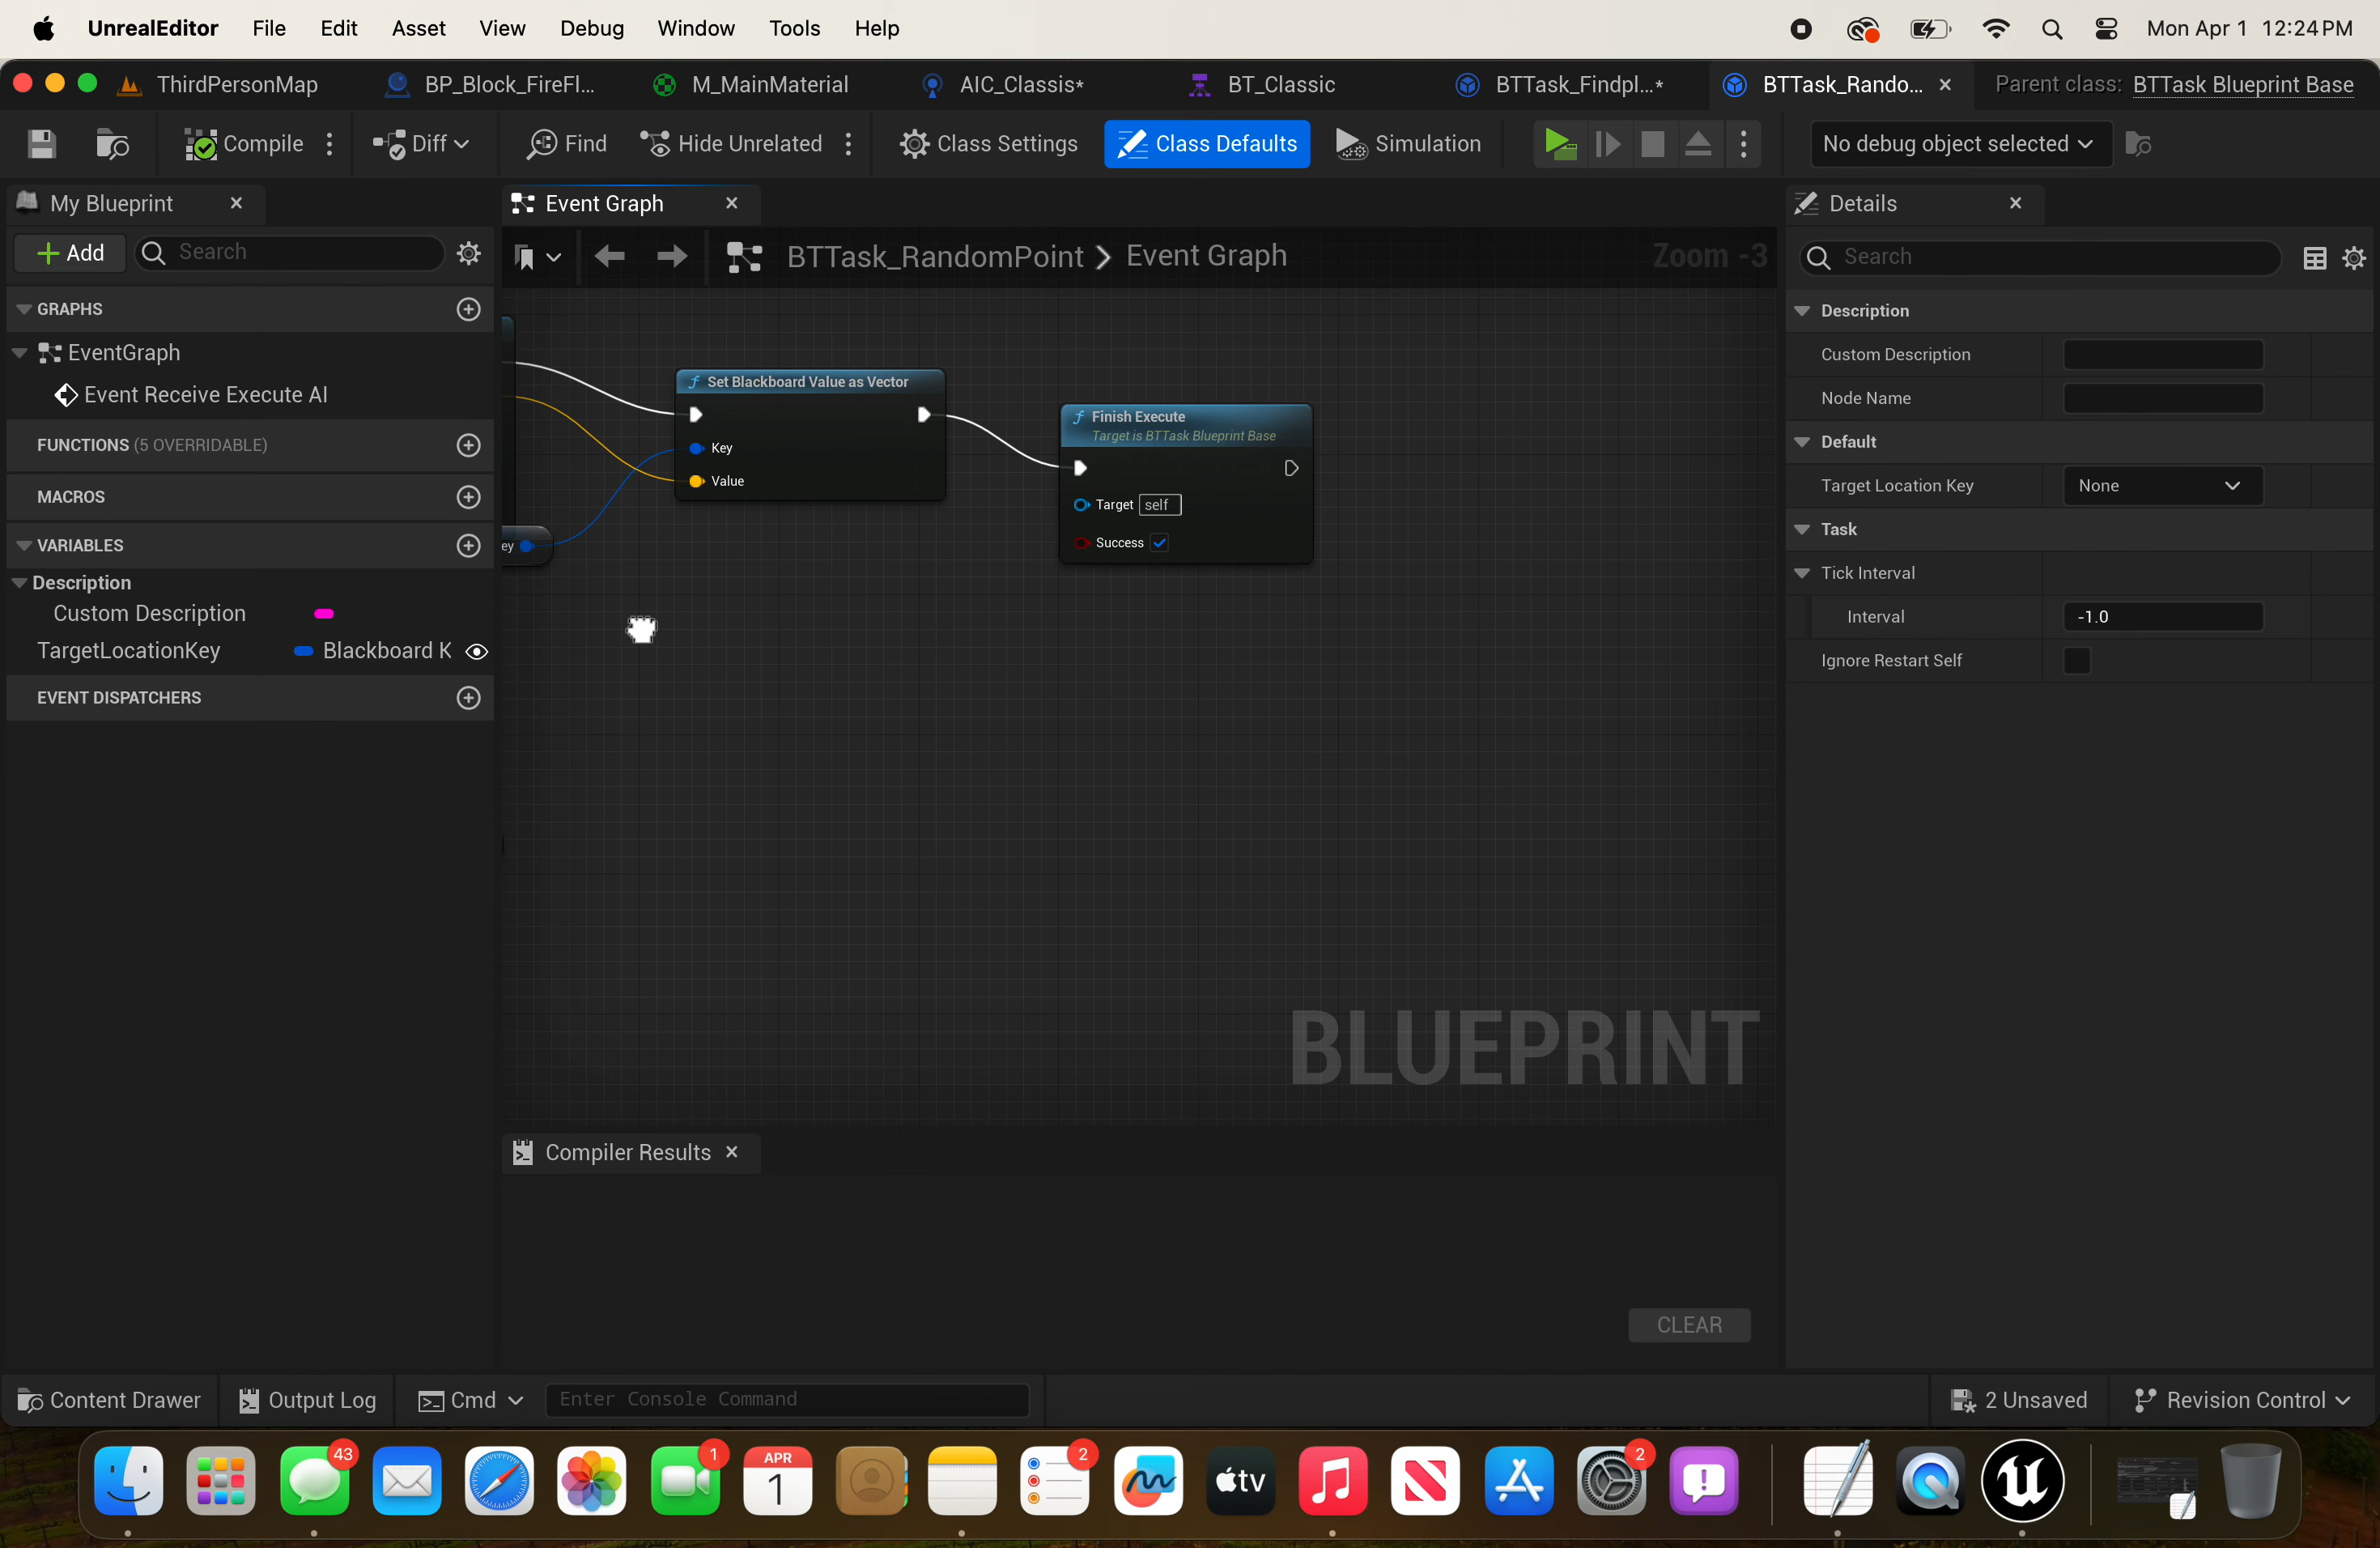 UnrealEditor File Edit Asset View Debug Window Tools Help Mon Apr 1 12:24 PM
ThirdPersonMap BP_Block_FireFl... M_MainMaterial AIC_Classis* BT_Classic BTTask_Findpl...* BTTask_Rando... Parent class: BTTask Blueprint Base
Compile Diff Find Hide Unrelated Class Settings Class Defaults Simulation No debug object selected
My Blueprint
Event Graph
Details
Add Search
BTTask_RandomPoint > Event Graph Zoom -3
Search
GRAPHS
EventGraph
Event Receive Execute AI
FUNCTIONS (5 OVERRIDABLE)
MACROS
VARIABLES
Description
Custom Description
TargetLocationKey Blackboard K
EVENT DISPATCHERS
f Set Blackboard Value as Vector
Key
Value
ey
f Finish Execute
Target is BTTask Blueprint Base
Target self
Success
BLUEPRINT
Description
Custom Description
Node Name
Default
Target Location Key None
Task
Tick Interval
Interval -1.0
Ignore Restart Self
Compiler Results
CLEAR
Content Drawer Output Log Cmd Enter Console Command 2 Unsaved Revision Control
43 1 APR 1 2 tv 2